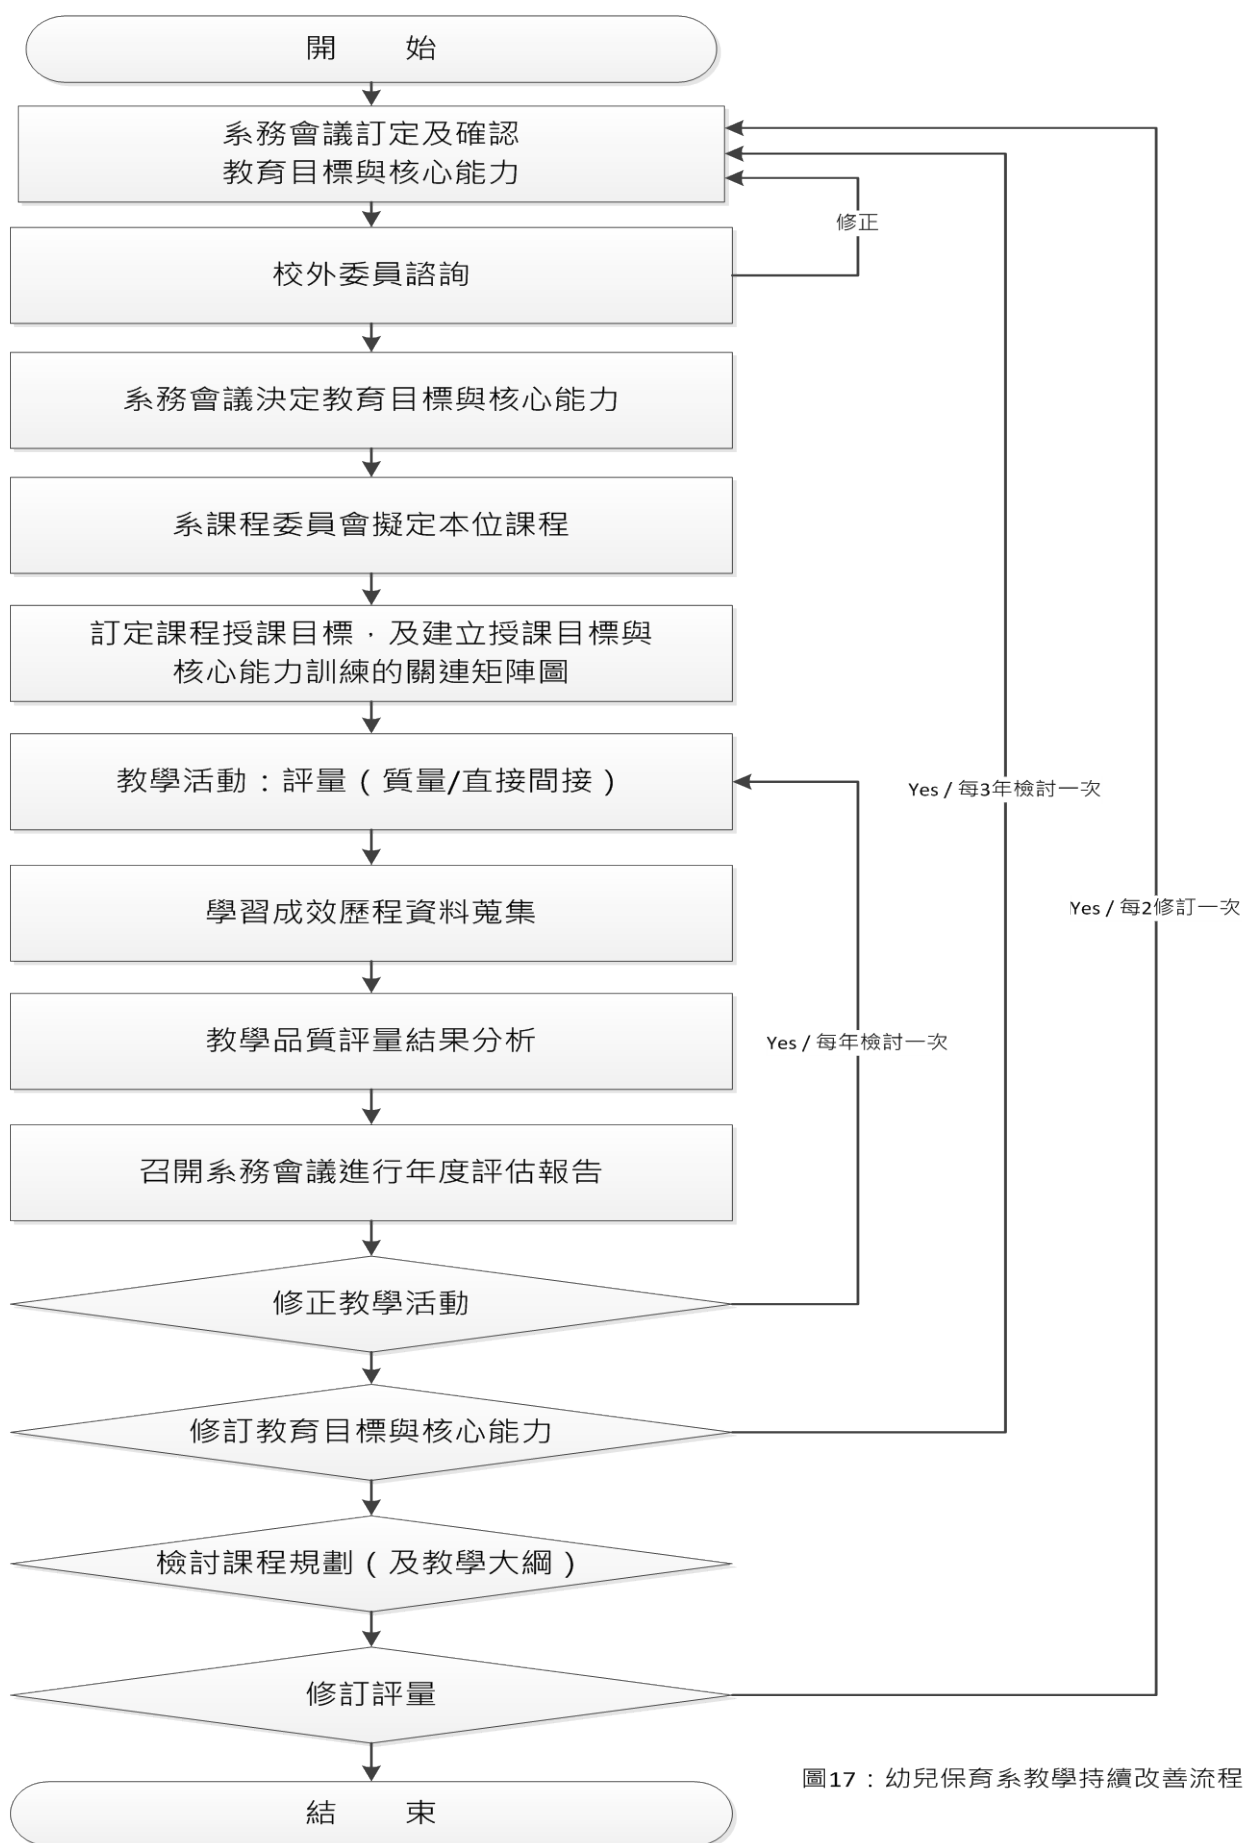 開 始
系務會議訂定及確認
教育目標與核心能力
修正
校外委員諮詢
系務會議決定教育目標與核心能力
系課程委員會擬定本位課程
訂定課程授課目標，及建立授課目標與
核心能力訓練的關連矩陣圖
教學活動：評量（質量/直接間接）
Yes / 每3年檢討一次
學習成效歷程資料蒐集
Yes / 每2修訂一次
教學品質評量結果分析
Yes / 每年檢討一次
召開系務會議進行年度評估報告
修正教學活動
修訂教育目標與核心能力
檢討課程規劃（及教學大綱）
修訂評量
圖17：幼兒保育系教學持續改善流程
結 束